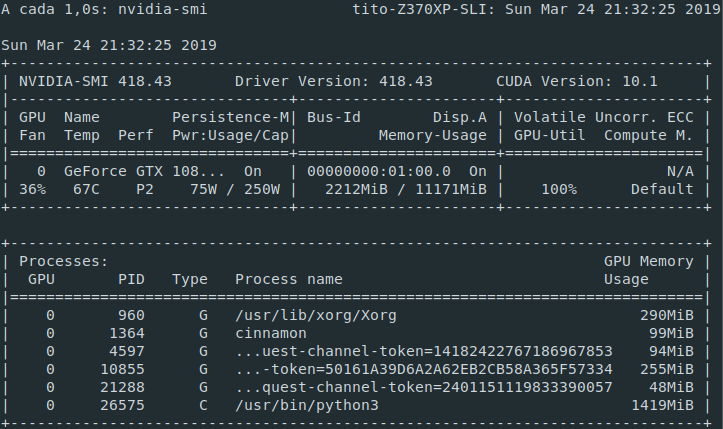 A cada 1,0s: nvidia-smi                tito-Z370XP-SLI: Sun Mar 24 21:32:25 2019

Sun Mar 24 21:32:25 2019
+-----------------------------------------------------------------------------+
| NVIDIA-SMI 418.43       Driver Version: 418.43       CUDA Version: 10.1     |
|-------------------------------+----------------------+----------------------+
| GPU  Name        Persistence-M| Bus-Id        Disp.A | Volatile Uncorr. ECC |
| Fan  Temp  Perf  Pwr:Usage/Cap|         Memory-Usage | GPU-Util  Compute M. |
|===============================+======================+======================|
|   0  GeForce GTX 108...  On   | 00000000:01:00.0  On |                  N/A |
| 36%   67C    P2    75W / 250W |   2212MiB / 11171MiB |    100%      Default |
+-------------------------------+----------------------+----------------------+

+-----------------------------------------------------------------------------+
| Processes:                                                       GPU Memory |
|  GPU       PID   Type   Process name                             Usage      |
|=============================================================================|
|    0       960      G   /usr/lib/xorg/Xorg                           290MiB |
|    0      1364      G   cinnamon                                      99MiB |
|    0      4597      G   ...uest-channel-token=14182422767186967853    94MiB |
|    0     10855      G   ...-token=50161A39D6A2A62EB2CB58A365F57334   255MiB |
|    0     21288      G   ...quest-channel-token=2401151119833390057    48MiB |
|    0     26575      C   /usr/bin/python3                            1419MiB |
+-----------------------------------------------------------------------------+